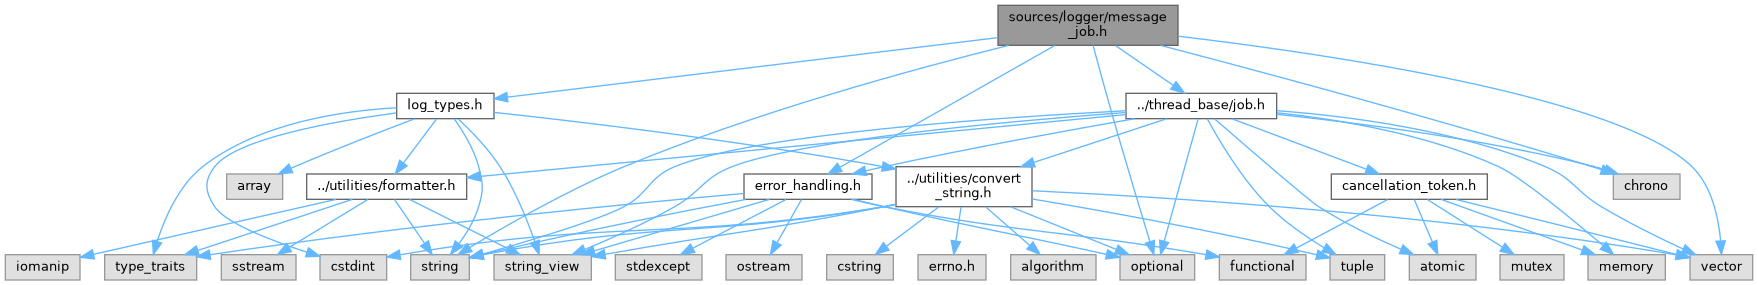 sources/logger/message
_job.h
log_types.h
../thread_base/job.h
array
../utilities/formatter.h
error_handling.h
../utilities/convert
_string.h
cancellation_token.h
chrono
iomanip
type_traits
sstream
cstdint
string
string_view
stdexcept
ostream
cstring
errno.h
algorithm
optional
functional
tuple
atomic
mutex
memory
vector